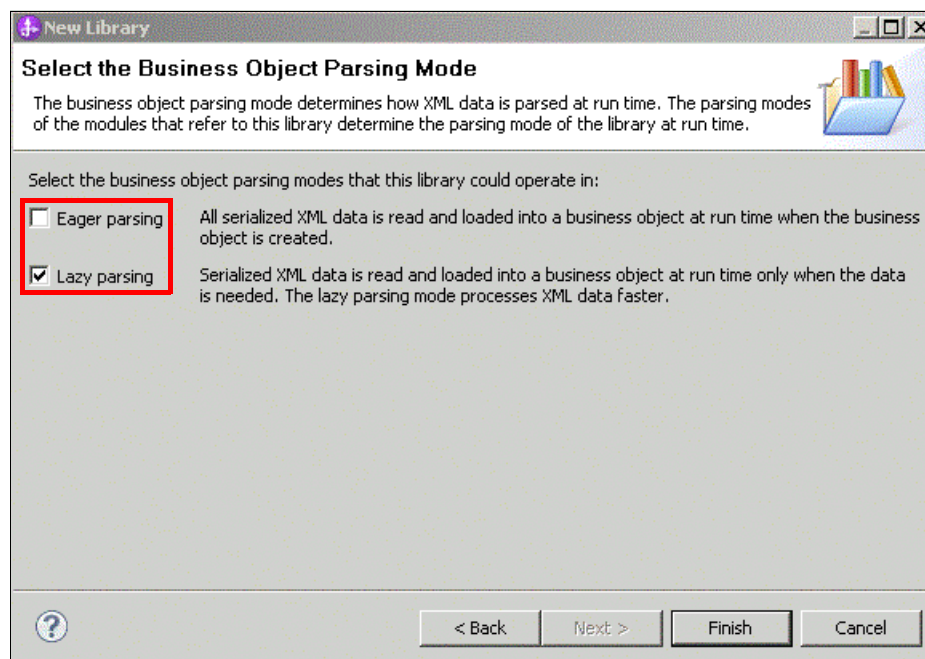 New Library
Select the Business Object Parsing Mode
The business object parsing mode determines how XML data is parsed at run time. The parsing modes
of the modules that refer to this library determine the parsing mode of the library at run time.
Select the business object parsing modes that this library could operate in:
Eager parsing All serialized XML data is read and loaded into a business object at run time when the business
object is created.
Lazy parsing Serialized XML data is read and loaded into a business object at run time only when the data
is needed. The lazy parsing mode processes XML data faster.
? < Back Next > Finish Cancel